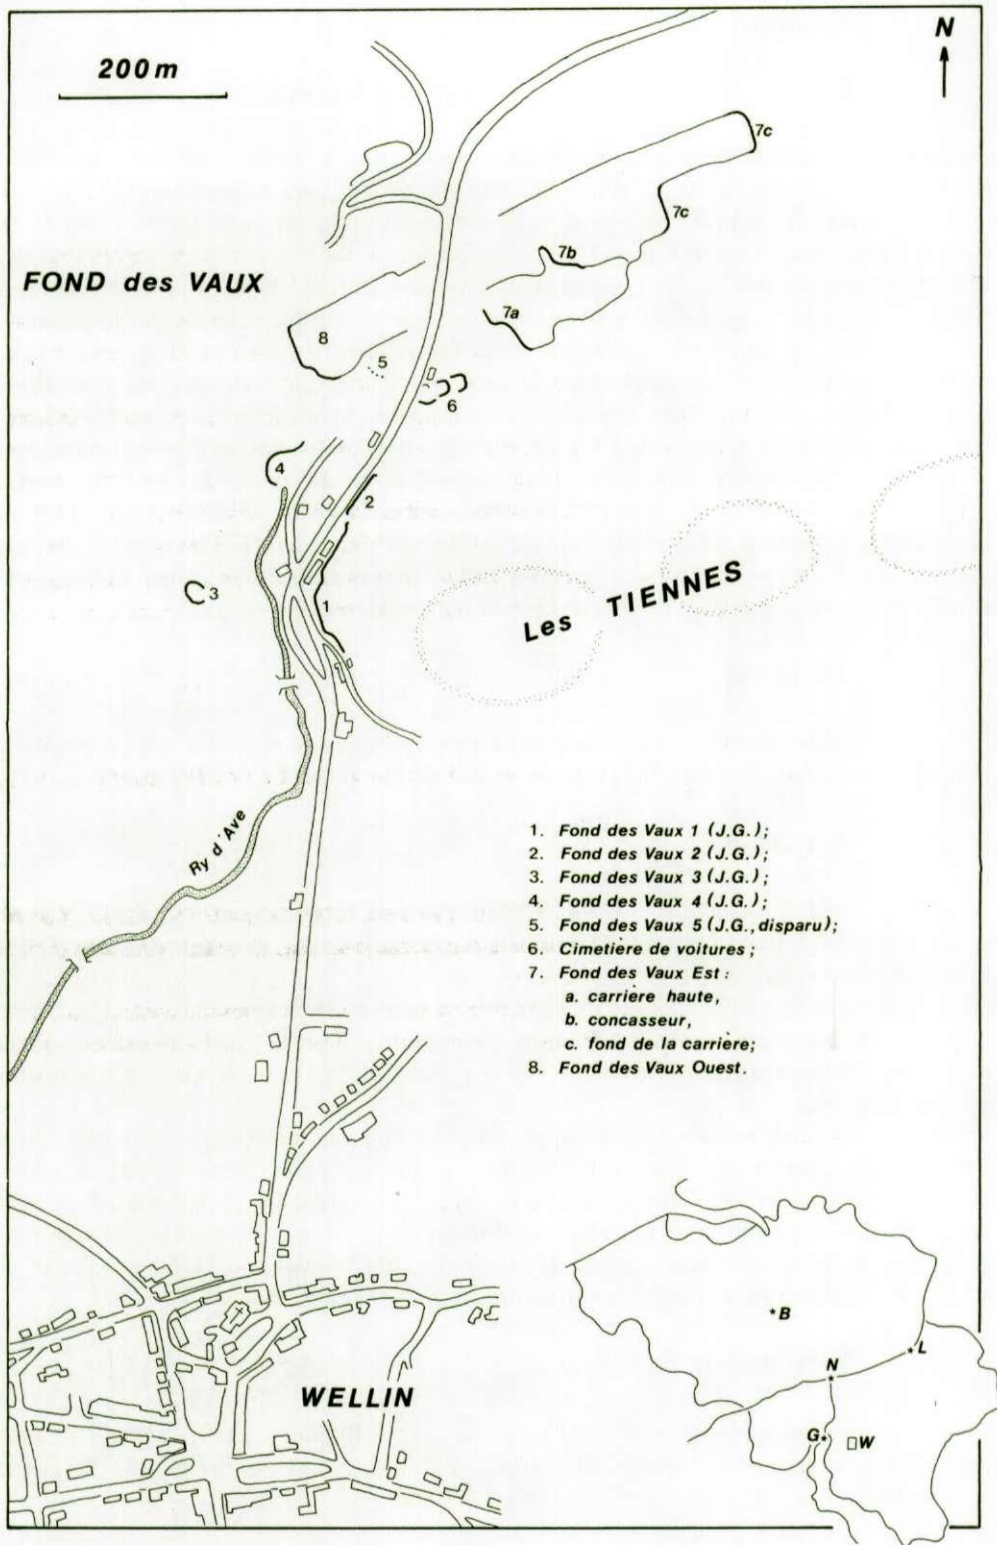 200m
N
7c
7c
7b
7a
FOND des VAUX
8
5
6
4
2
3
Les TIENNES
Ry d'Ave
1. Fond des Vaux 1 (J.G.);
2. Fond des Vaux 2 (J.G.);
3. Fond des Vaux 3 (J.G.);
4. Fond des Vaux 4 (J.G.);
5. Fond des Vaux 5 (J.G., disparu);
6. Cimetière de voitures;
7. Fond des Vaux Est:
a. carrière haute,
b. concasseur,
c. fond de la carrière;
8. Fond des Vaux Ouest.
B
L
N
G
W
WELLIN